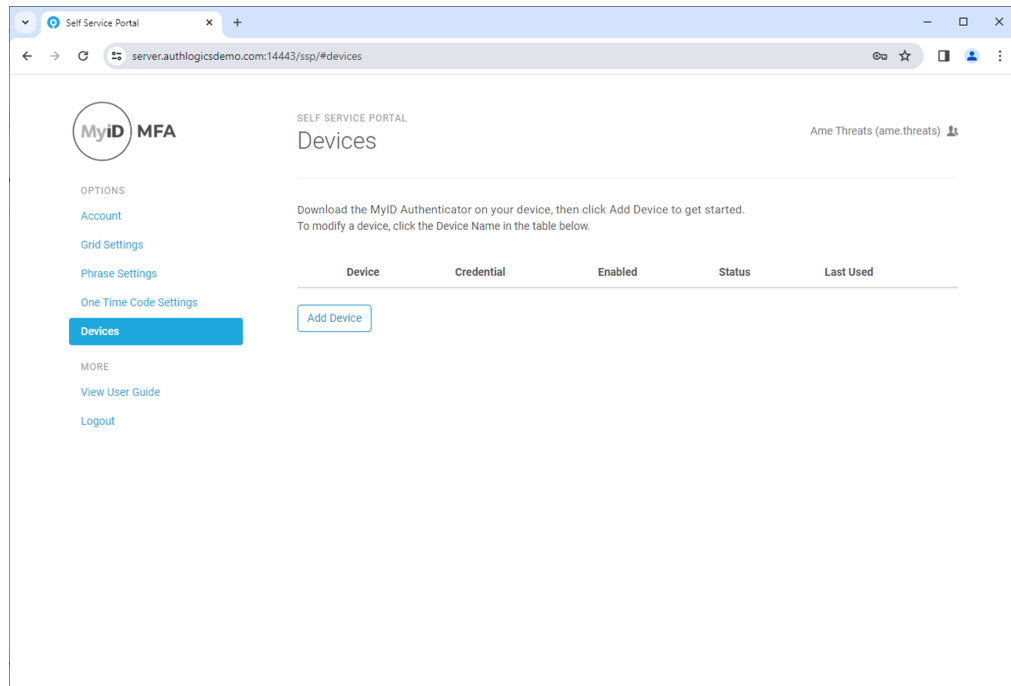 Self Service Portal
server.authlogicsdemo.com:14443/ssp/#devices
MyiD MFA
SELF SERVICE PORTAL
Devices
Ame Threats (ame.threats)
OPTIONS
Account
Grid Settings
Phrase Settings
One Time Code Settings
Devices
MORE
View User Guide
Logout
Download the MyID Authenticator on your device, then click Add Device to get started.
To modify a device, click the Device Name in the table below.
Device Credential Enabled Status Last Used
Add Device